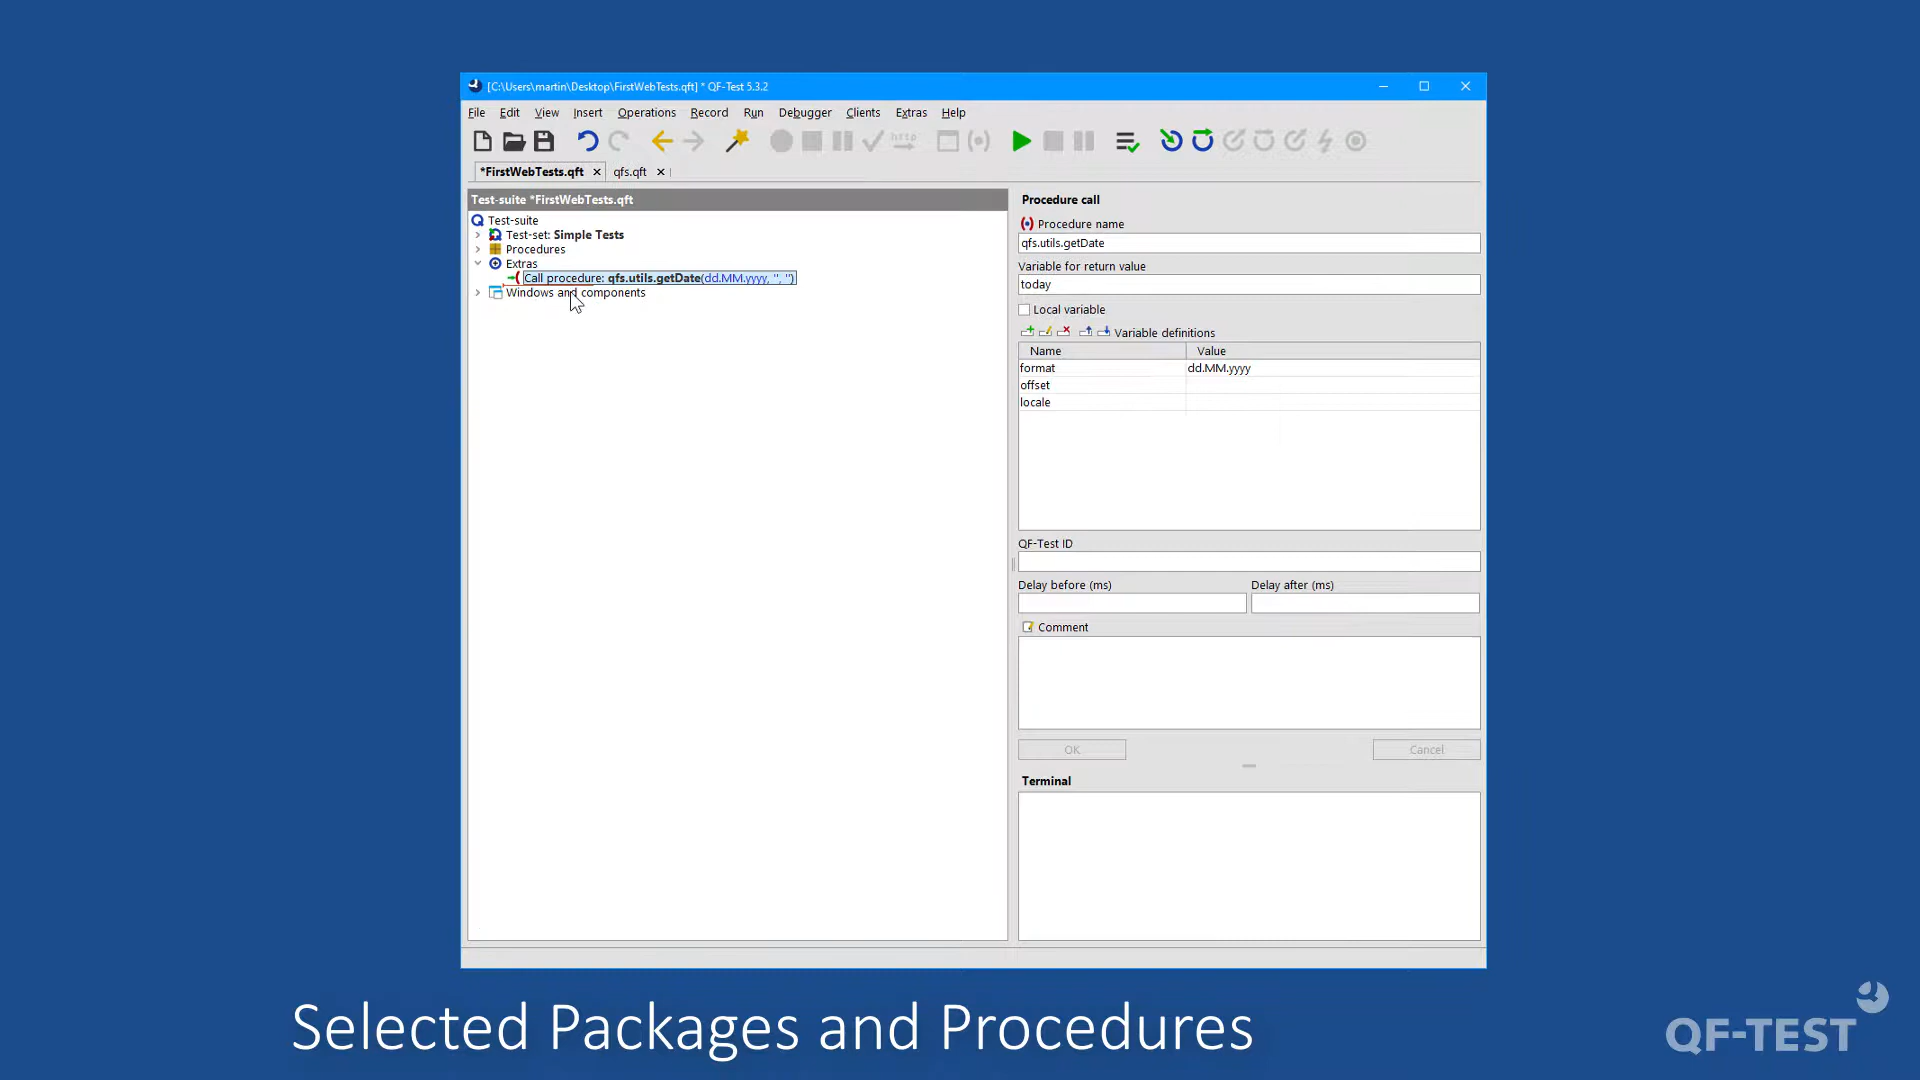 [C:\Users\martin\Desktop\FirstWebTests.qft] * QF-Test 5.3.2
File Edit View Insert Operations Record Run Debugger Clients Extras Help
http
*FirstWebTests.qft qfs.qft
Test-suite *FirstWebTests.qft
Test-suite
Test-set: Simple Tests
Procedures
Extras
Call procedure: qfs.utils.getDate(dd.MM.yyyy, '', '')
Windows and components
Procedure call
Procedure name
qfs.utils.getDate
Variable for return value
today
Local variable
Variable definitions
Name Value
format dd.MM.yyyy
offset
locale
QF-Test ID
Delay before (ms) Delay after (ms)
Comment
OK Cancel
Terminal
Selected Packages and Procedures
QF-TEST